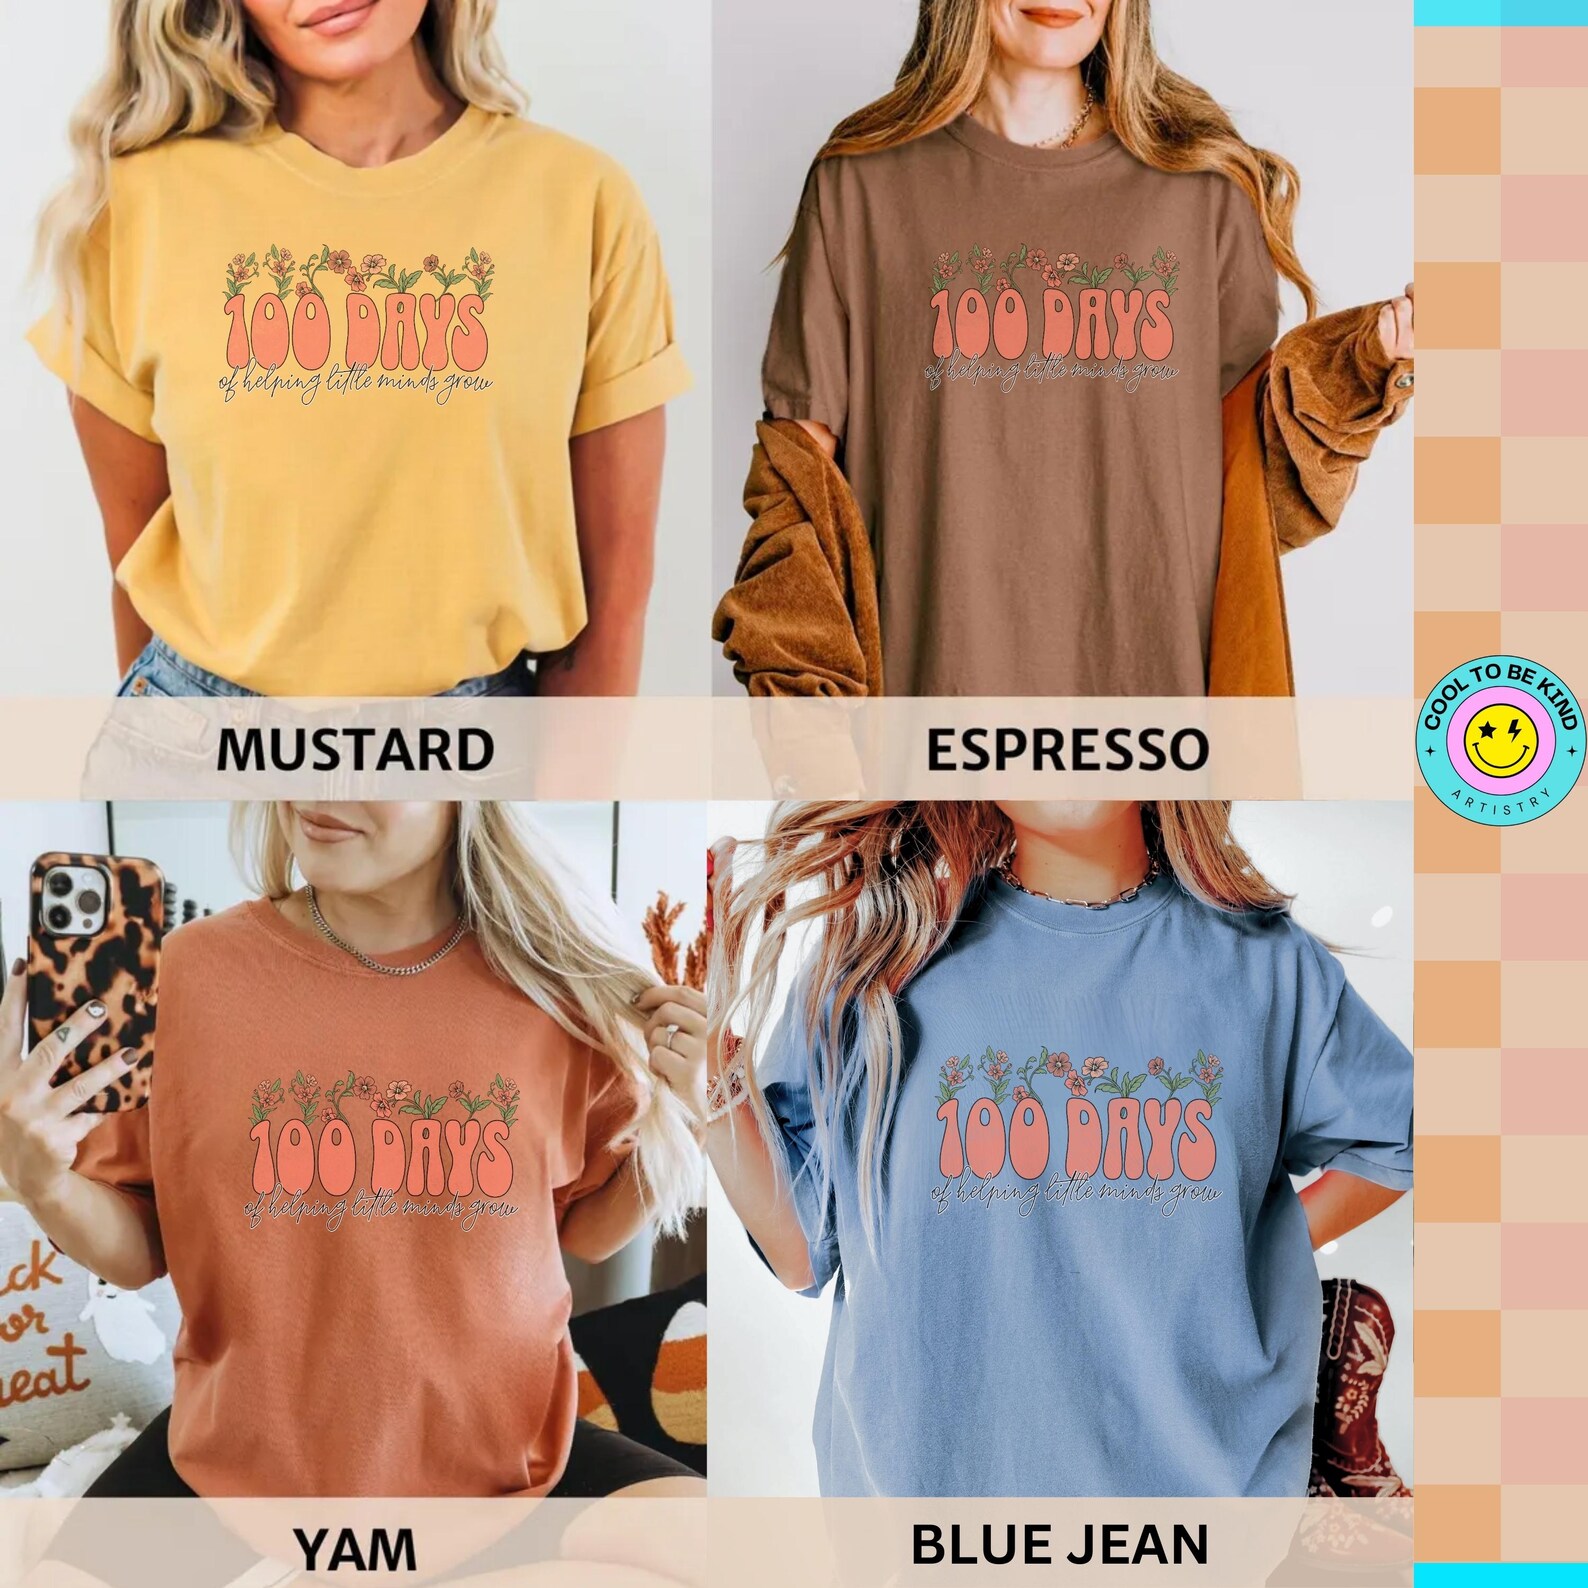 100 DAYS
of helping little minds grow
MUSTARD
100 DAYS
of helping little minds grow
ESPRESSO
COOL TO BE KIND
ARTISTRY
100 DAYS
of helping little minds grow
ck
or
eat
YAM
100 DAYS
of helping little minds grow
BLUE JEAN